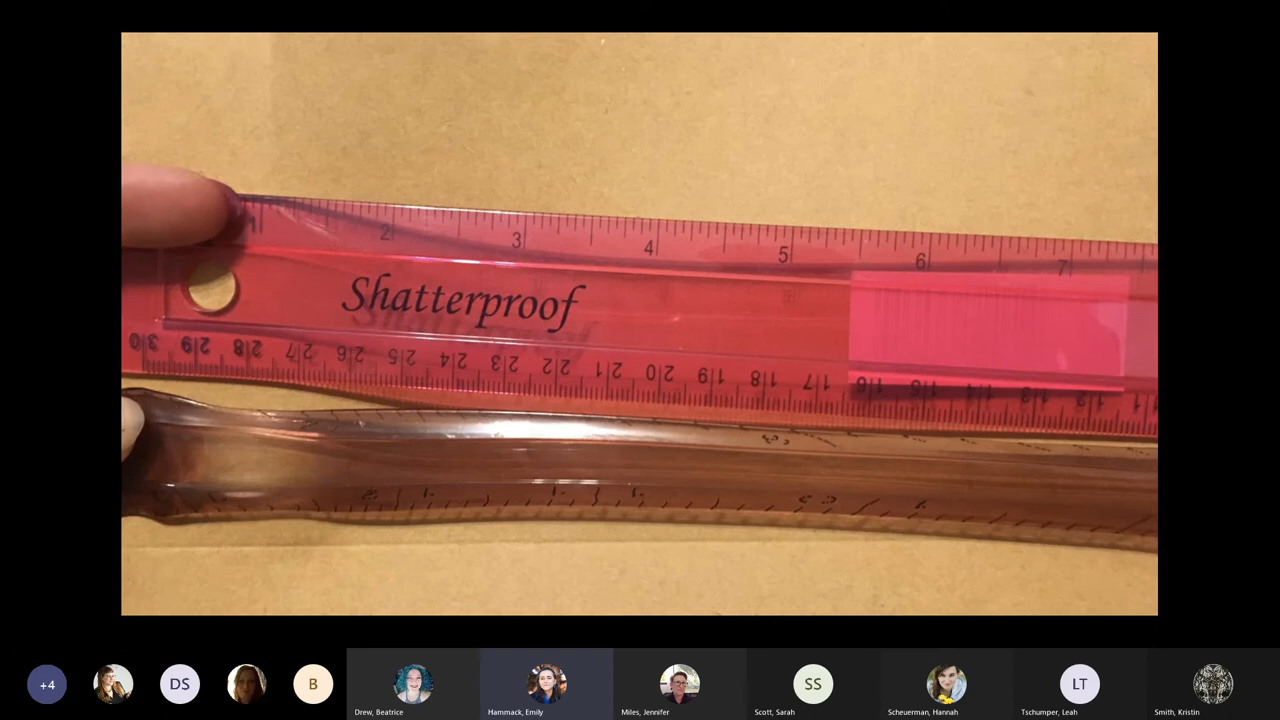 1 2 3 4 5 6 7
Shatterproof
30 29 28 27 26 25 24 23 22 21 20 19 18 17 16 15 14 13 12 11
+4 DS B SS LT
Drew, Beatrice Hammack, Emily Miles, Jennifer Scott, Sarah Scheuerman, Hannah Tschumper, Leah Smith, Kristin